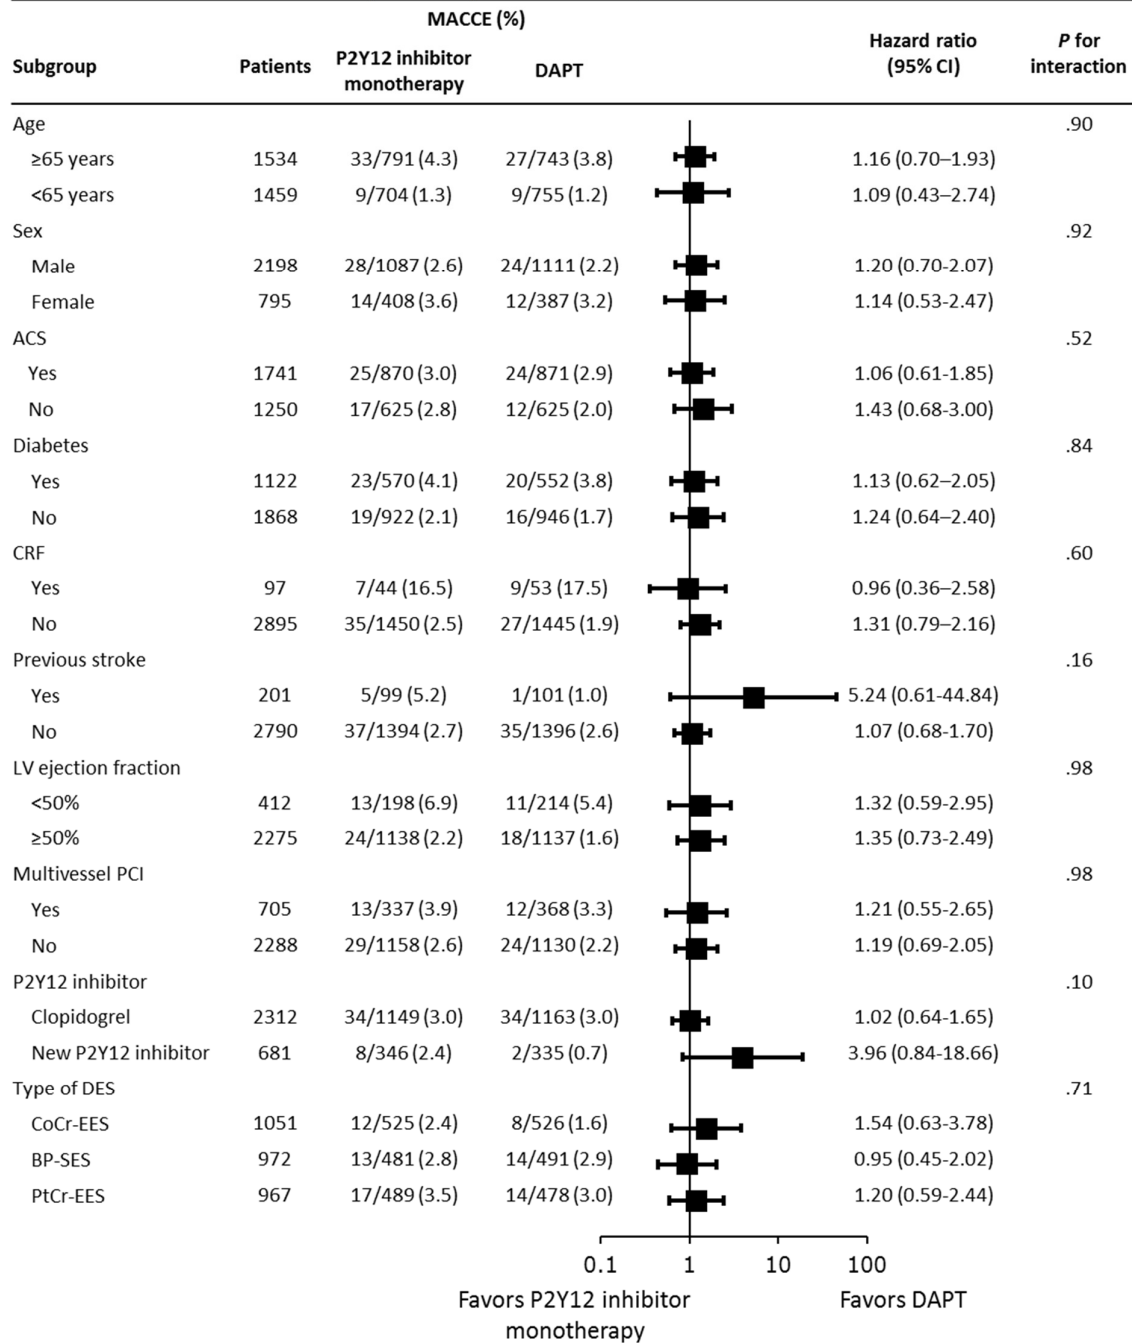 MACCE (%)
Subgroup Patients P2Y12 inhibitor monotherapy DAPT Hazard ratio (95% CI) P for interaction
Age .90
≥65 years 1534 33/791 (4.3) 27/743 (3.8) 1.16 (0.70–1.93)
<65 years 1459 9/704 (1.3) 9/755 (1.2) 1.09 (0.43–2.74)
Sex .92
Male 2198 28/1087 (2.6) 24/1111 (2.2) 1.20 (0.70-2.07)
Female 795 14/408 (3.6) 12/387 (3.2) 1.14 (0.53-2.47)
ACS .52
Yes 1741 25/870 (3.0) 24/871 (2.9) 1.06 (0.61-1.85)
No 1250 17/625 (2.8) 12/625 (2.0) 1.43 (0.68-3.00)
Diabetes .84
Yes 1122 23/570 (4.1) 20/552 (3.8) 1.13 (0.62–2.05)
No 1868 19/922 (2.1) 16/946 (1.7) 1.24 (0.64–2.40)
CRF .60
Yes 97 7/44 (16.5) 9/53 (17.5) 0.96 (0.36–2.58)
No 2895 35/1450 (2.5) 27/1445 (1.9) 1.31 (0.79–2.16)
Previous stroke .16
Yes 201 5/99 (5.2) 1/101 (1.0) 5.24 (0.61-44.84)
No 2790 37/1394 (2.7) 35/1396 (2.6) 1.07 (0.68-1.70)
LV ejection fraction .98
<50% 412 13/198 (6.9) 11/214 (5.4) 1.32 (0.59-2.95)
≥50% 2275 24/1138 (2.2) 18/1137 (1.6) 1.35 (0.73-2.49)
Multivessel PCI .98
Yes 705 13/337 (3.9) 12/368 (3.3) 1.21 (0.55-2.65)
No 2288 29/1158 (2.6) 24/1130 (2.2) 1.19 (0.69-2.05)
P2Y12 inhibitor .10
Clopidogrel 2312 34/1149 (3.0) 34/1163 (3.0) 1.02 (0.64-1.65)
New P2Y12 inhibitor 681 8/346 (2.4) 2/335 (0.7) 3.96 (0.84-18.66)
Type of DES .71
CoCr-EES 1051 12/525 (2.4) 8/526 (1.6) 1.54 (0.63-3.78)
BP-SES 972 13/481 (2.8) 14/491 (2.9) 0.95 (0.45-2.02)
PtCr-EES 967 17/489 (3.5) 14/478 (3.0) 1.20 (0.59-2.44)
0.1 1 10 100
Favors P2Y12 inhibitor monotherapy Favors DAPT